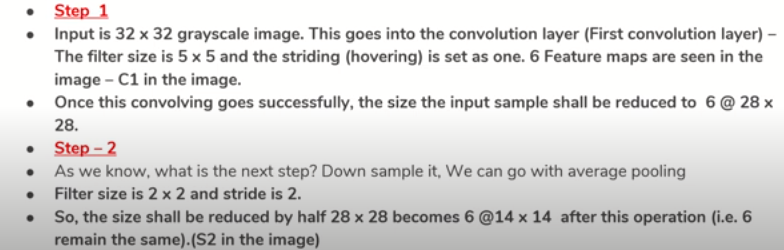 • Step 1
• Input is 32 x 32 grayscale image. This goes into the convolution layer (First convolution layer) –
The filter size is 5 x 5 and the striding (hovering) is set as one. 6 Feature maps are seen in the
image – C1 in the image.
• Once this convolving goes successfully, the size the input sample shall be reduced to 6 @ 28 x
28.
• Step – 2
• As we know, what is the next step? Down sample it, We can go with average pooling
• Filter size is 2 x 2 and stride is 2.
• So, the size shall be reduced by half 28 x 28 becomes 6 @14 x 14 after this operation (i.e. 6
remain the same).(S2 in the image)